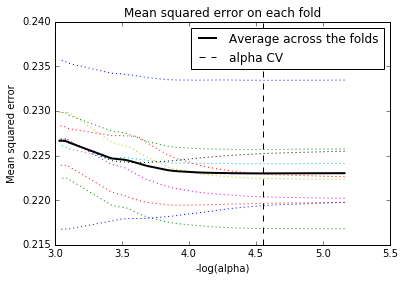 Mean squared error on each fold
0.240
0.235
0.230
0.225
0.220
0.215
Mean squared error
Average across the folds
alpha CV
3.0 3.5 4.0 4.5 5.0 5.5
-log(alpha)